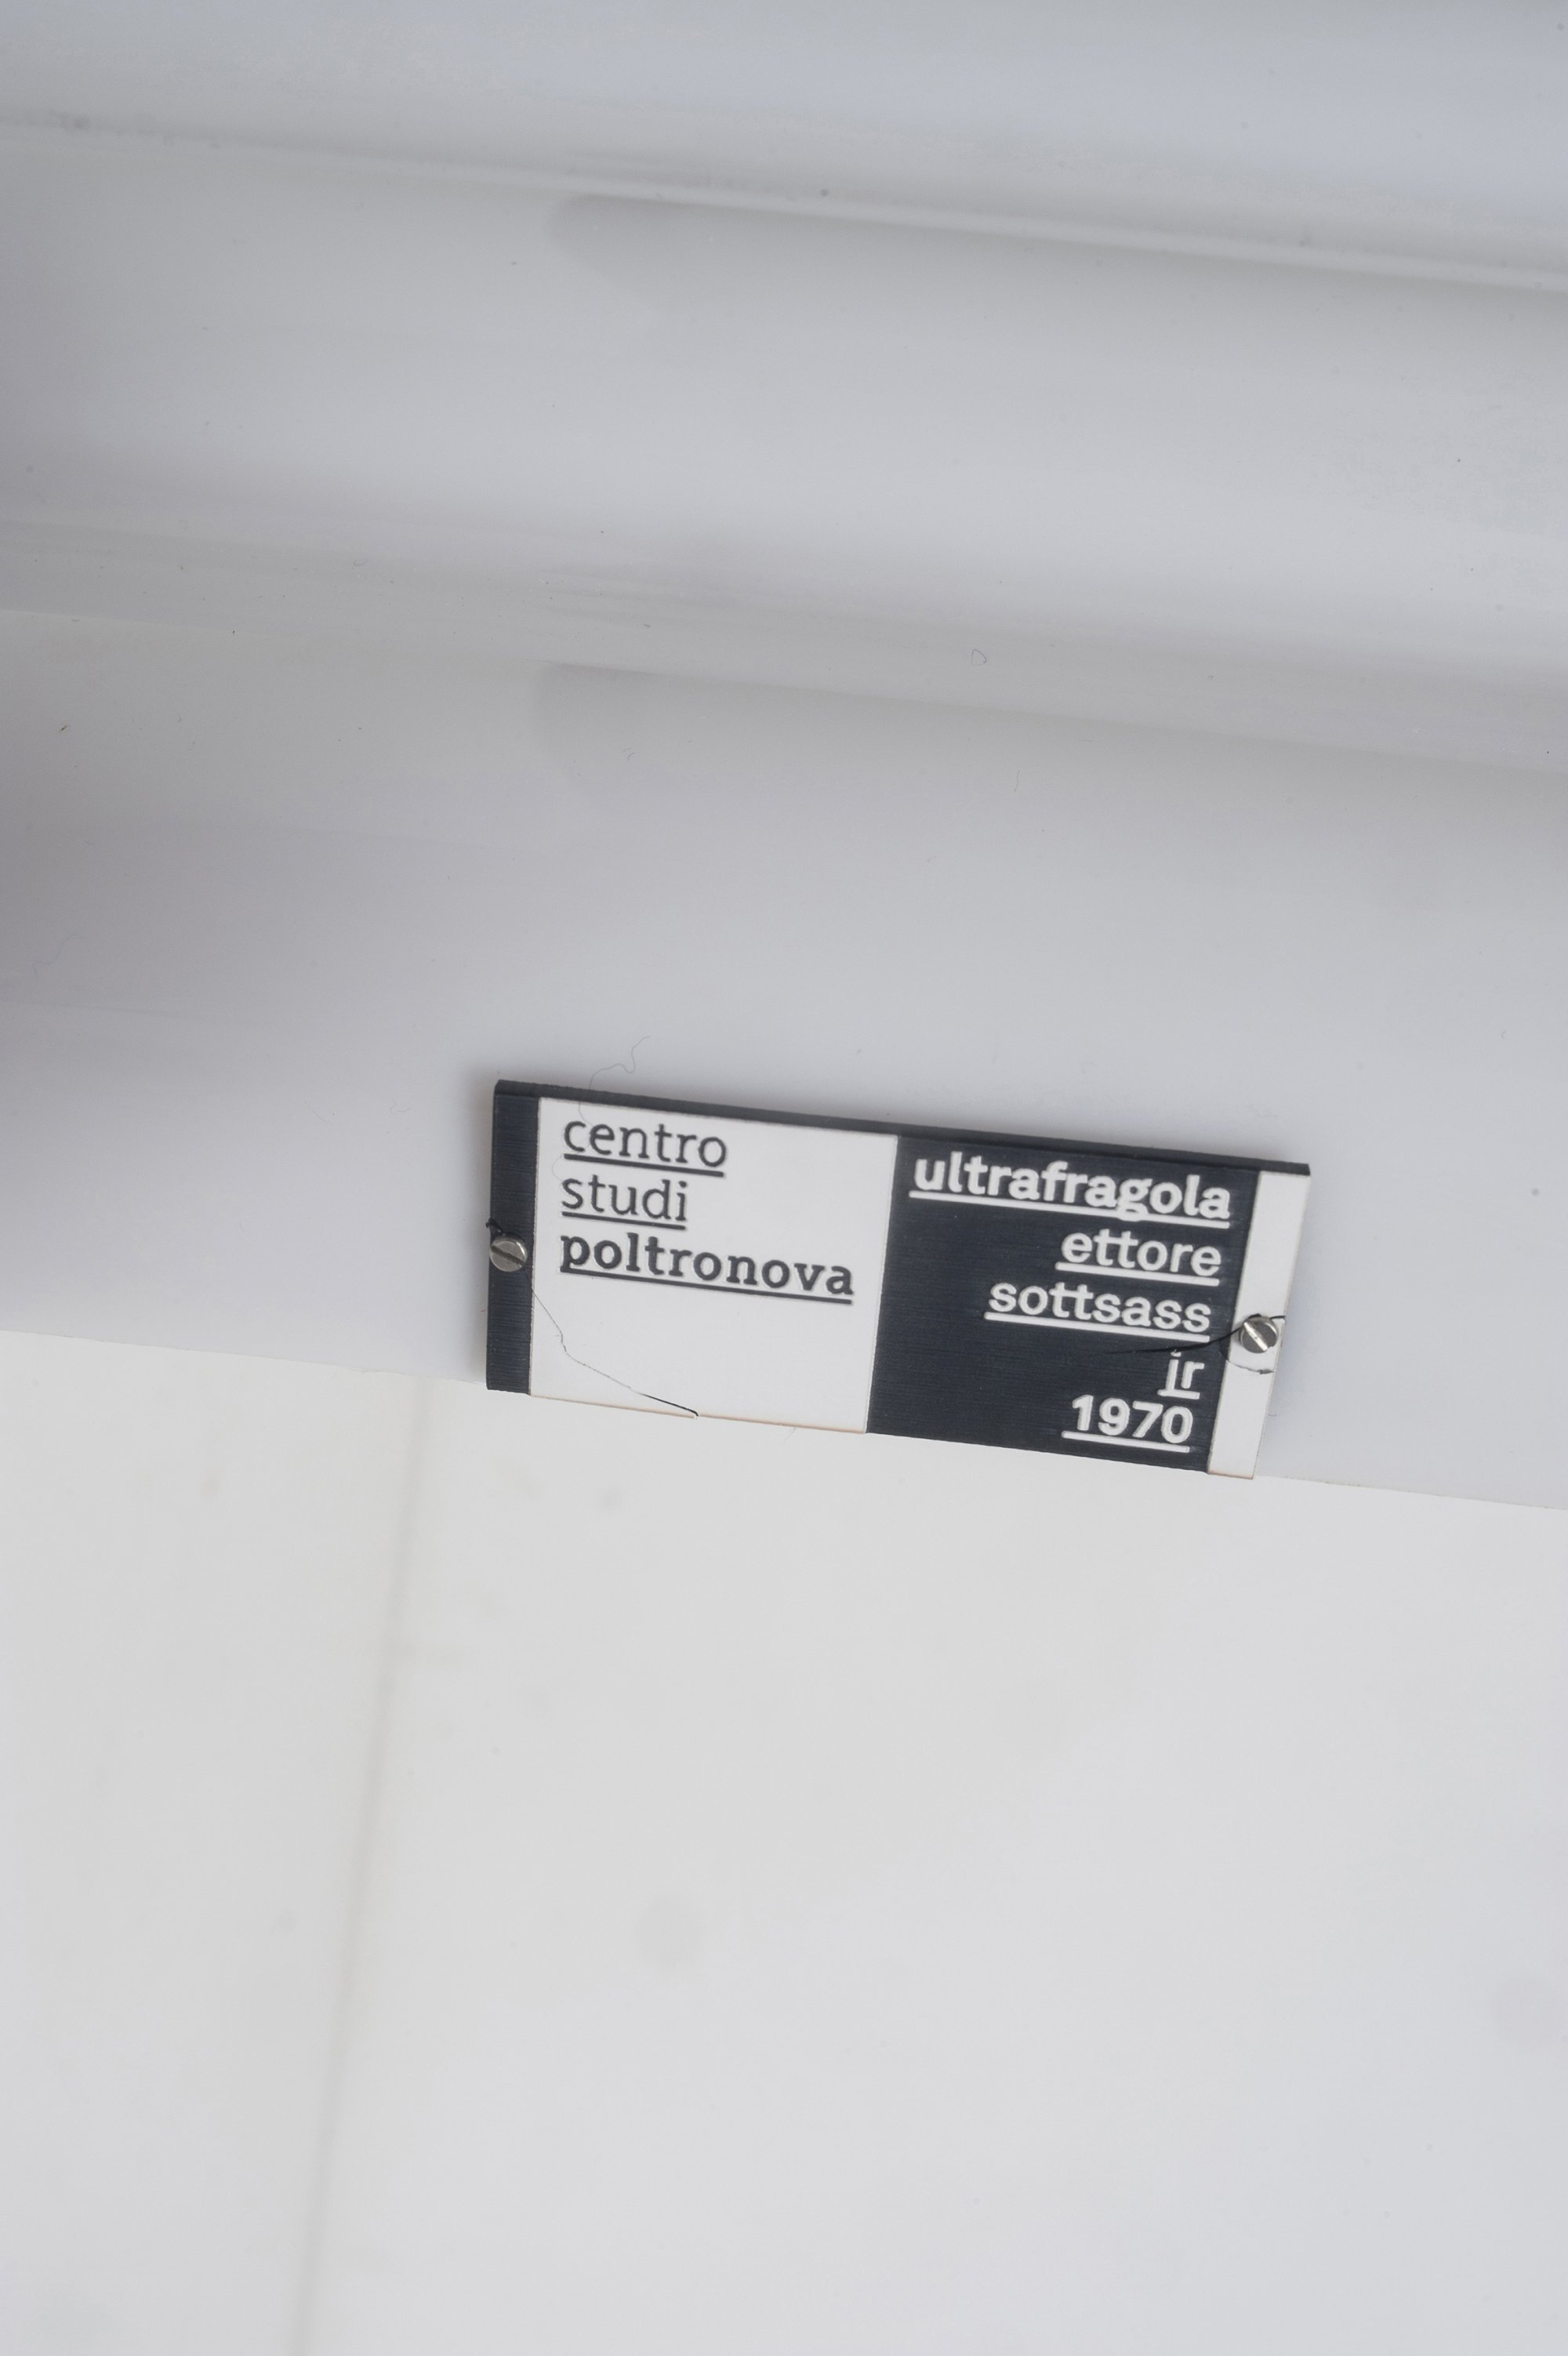 centro
studi
poltronova
ultrafragola
ettore
sottsass
jr
1970